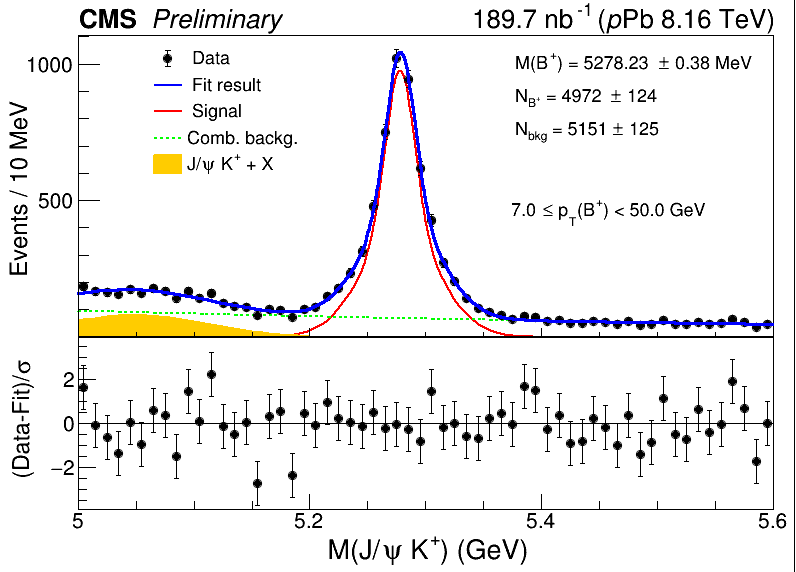 CMS Preliminary 189.7 nb⁻¹ (pPb 8.16 TeV)
Data
Fit result
Signal
Comb. backg.
J/ψ K⁺ + X
M(B⁺) = 5278.23 ± 0.38 MeV
N_B⁺ = 4972 ± 124
N_bkg = 5151 ± 125
7.0 ≤ p_T(B⁺) < 50.0 GeV
Events / 10 MeV
1000
500
(Data-Fit)/σ
2
0
−2
5 5.2 5.4 5.6
M(J/ψ K⁺) (GeV)